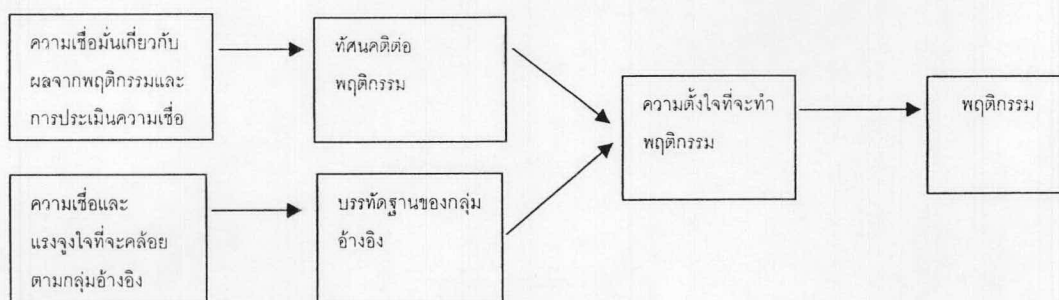 ความเชื่อมั่นเกี่ยวกับ
ผลจากพฤติกรรมและ
การประเมินความเชื่อ
ทัศนคติต่อ
พฤติกรรม
ความตั้งใจที่จะทำ
พฤติกรรม
พฤติกรรม
ความเชื่อและ
แรงจูงใจที่จะคล้อย
ตามกลุ่มอ้างอิง
บรรทัดฐานของกลุ่ม
อ้างอิง